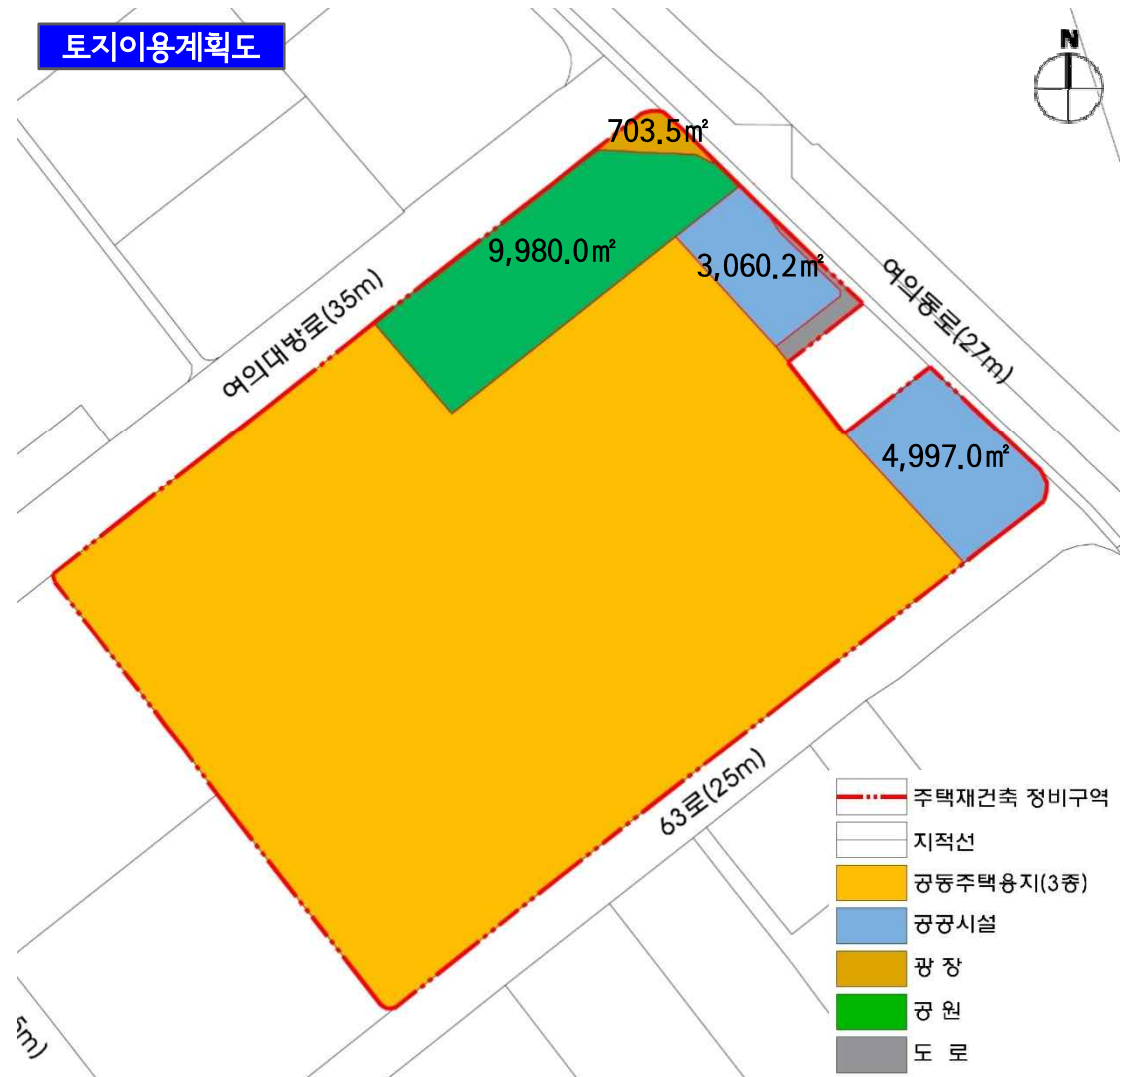 토지이용계획도
N
703.5㎡
9,980.0㎡
3,060.2㎡
여의대방로(35m)
여의동로(27m)
4,997.0㎡
63로(25m)
주택재건축 정비구역
지적선
공동주택용지(3종)
공공시설
광 장
공 원
도 로
5m)